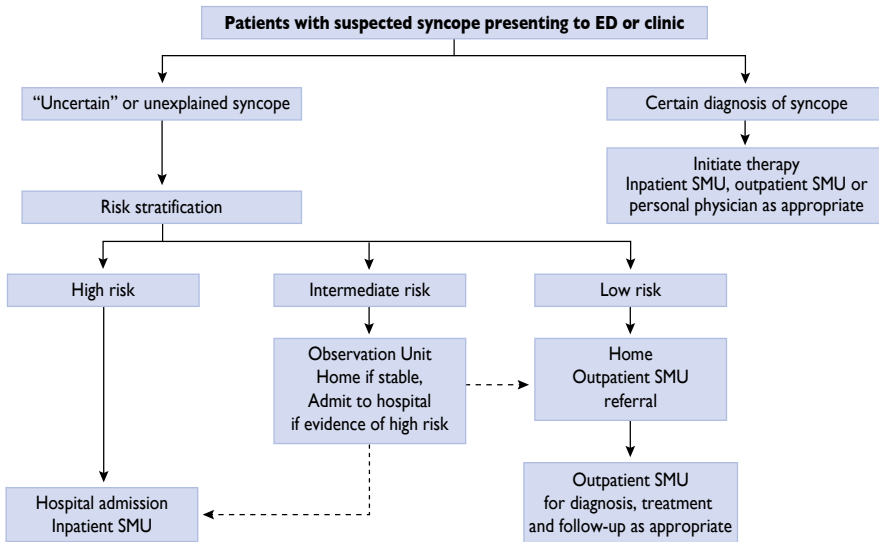 Patients with suspected syncope presenting to ED or clinic
“Uncertain” or unexplained syncope
Certain diagnosis of syncope
Initiate therapy
Inpatient SMU, outpatient SMU or
personal physician as appropriate
Risk stratification
High risk
Intermediate risk
Low risk
Observation Unit
Home if stable,
Admit to hospital
if evidence of high risk
Home
Outpatient SMU
referral
Hospital admission
Inpatient SMU
Outpatient SMU
for diagnosis, treatment
and follow-up as appropriate